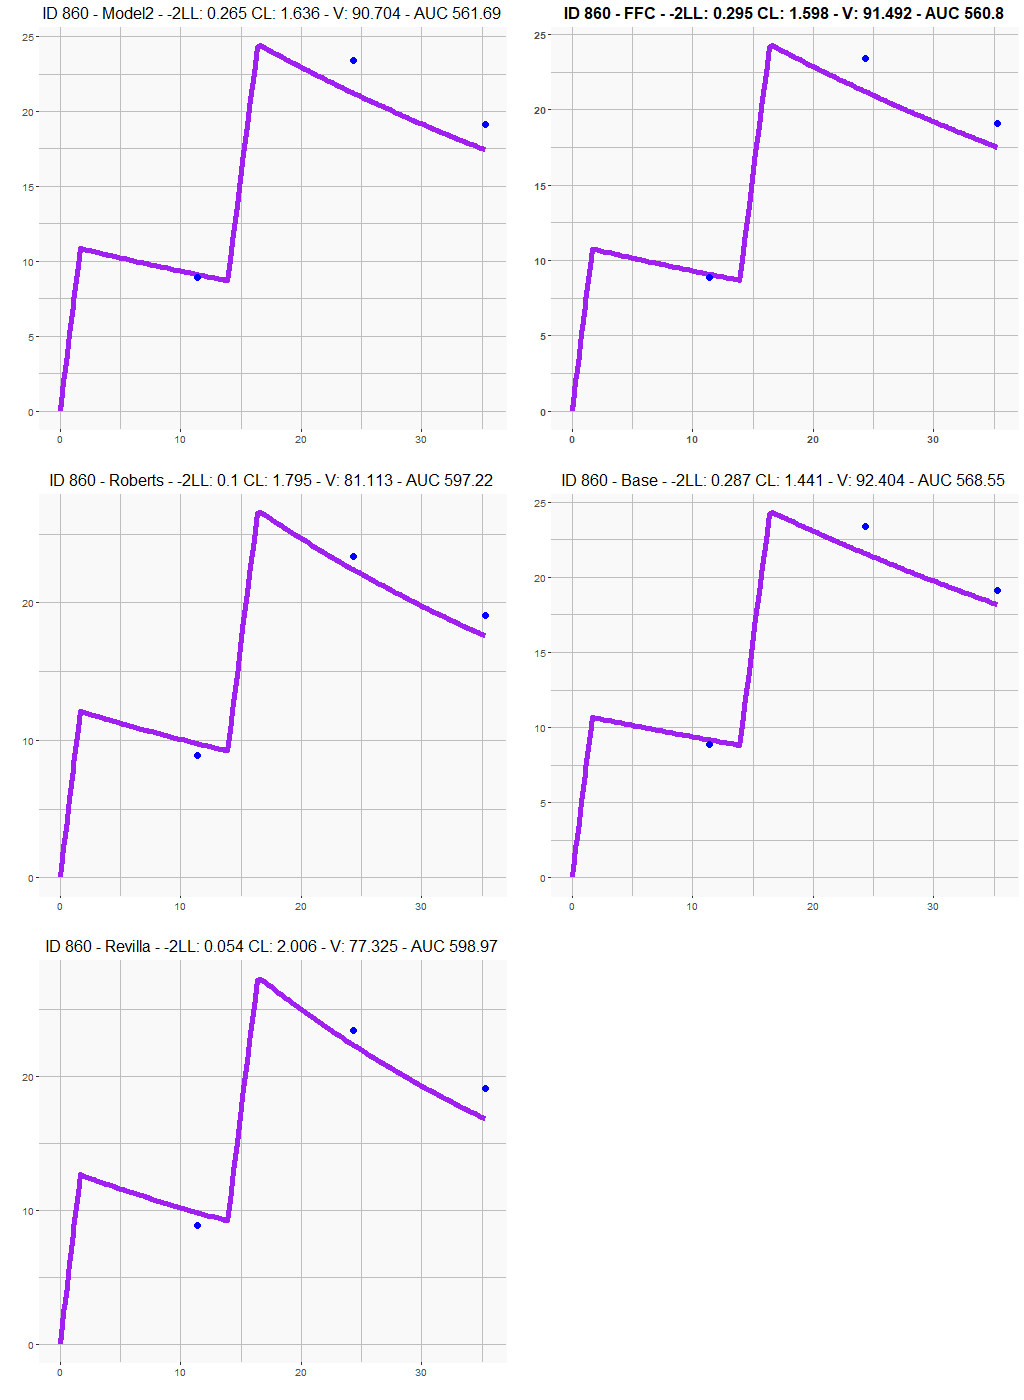 ID 860 - Model2 - -2LL: 0.265 CL: 1.636 - V: 90.704 - AUC 561.69
25
20
15
10
5
0
0 10 20 30
ID 860 - FFC - -2LL: 0.295 CL: 1.598 - V: 91.492 - AUC 560.8
25
20
15
10
5
0
0 10 20 30
ID 860 - Roberts - -2LL: 0.1 CL: 1.795 - V: 81.113 - AUC 597.22
20
10
0
0 10 20 30
ID 860 - Base - -2LL: 0.287 CL: 1.441 - V: 92.404 - AUC 568.55
25
20
15
10
5
0
0 10 20 30
ID 860 - Revilla - -2LL: 0.054 CL: 2.006 - V: 77.325 - AUC 598.97
20
10
0
0 10 20 30